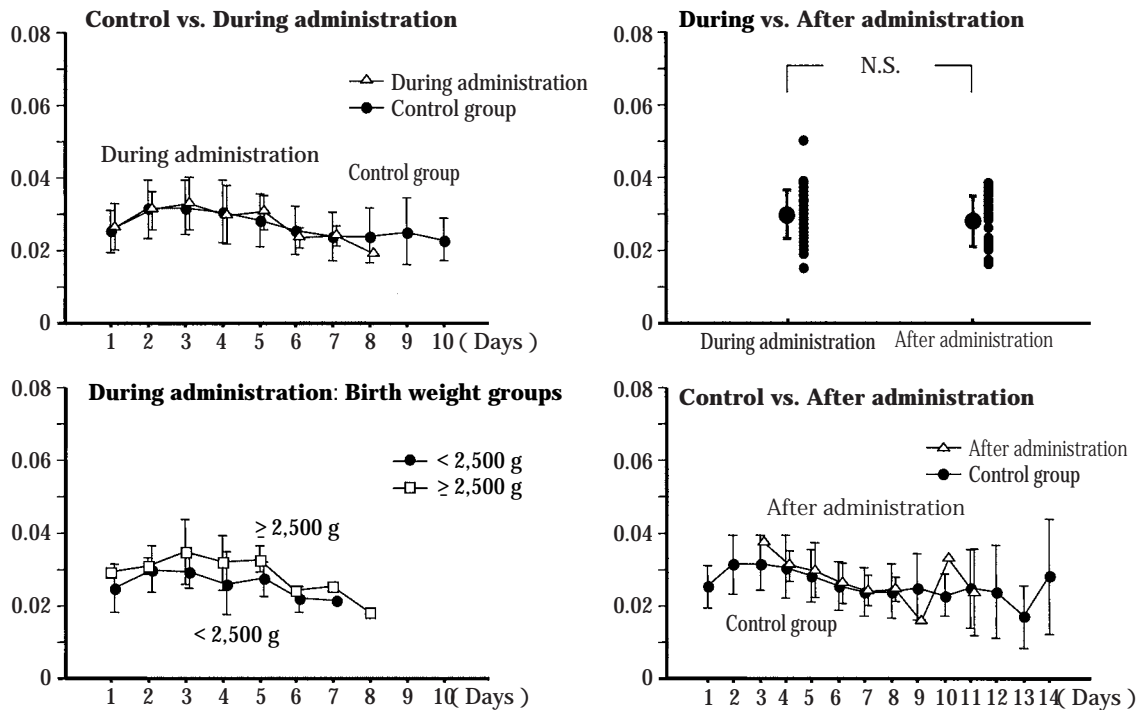 Control vs. During administration
0.08
0.06
0.04
0.02
0
During administration
Control group
During administration
Control group
1 2 3 4 5 6 7 8 9 10 ( Days )
During vs. After administration
0.08
0.06
0.04
0.02
0
N.S.
During administration
After administration
During administration: Birth weight groups
0.08
0.06
0.04
0.02
0
< 2,500 g
≥ 2,500 g
≥ 2,500 g
< 2,500 g
1 2 3 4 5 6 7 8 9 10 ( Days )
Control vs. After administration
0.08
0.06
0.04
0.02
0
After administration
Control group
After administration
Control group
1 2 3 4 5 6 7 8 9 10 11 12 13 14 ( Days )